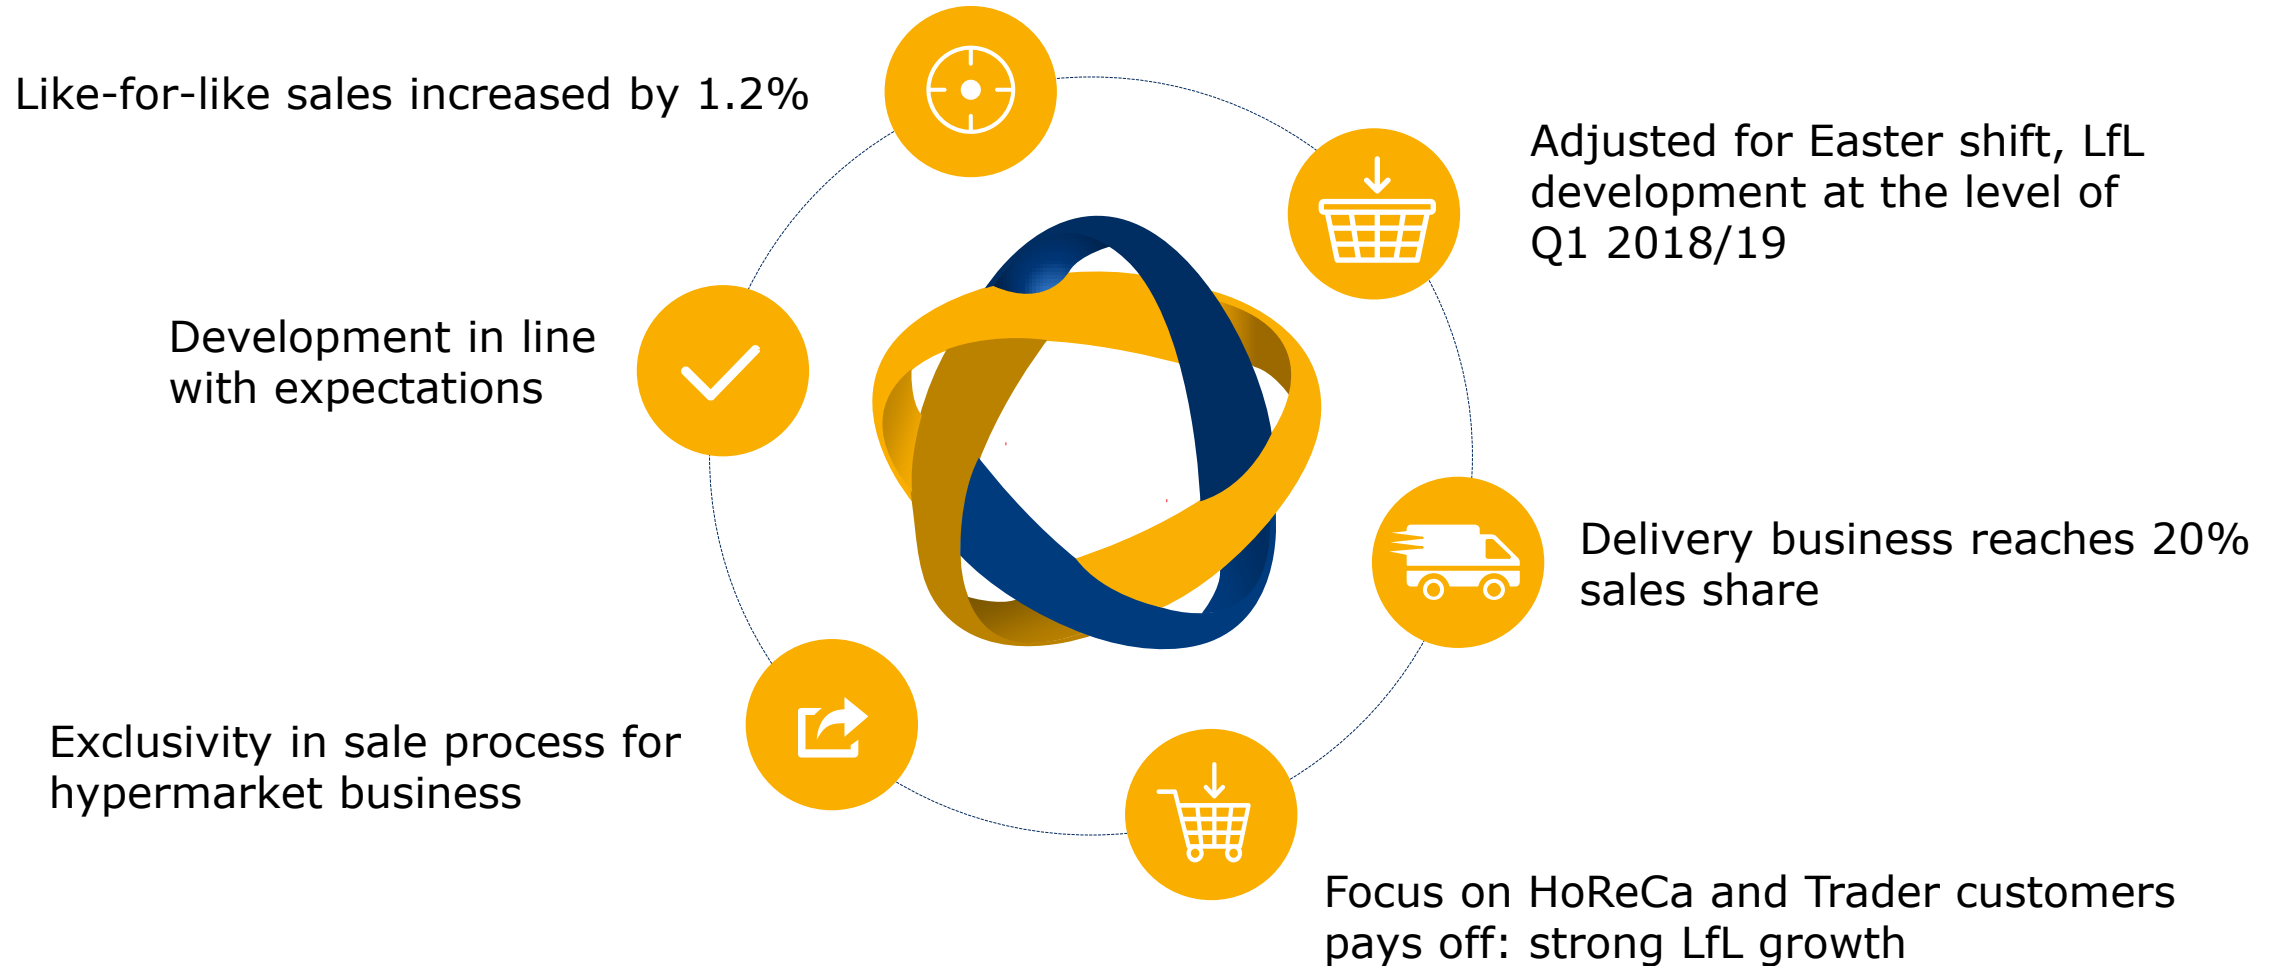 Like-for-like sales increased by 1.2%
Adjusted for Easter shift, LfL
development at the level of
Q1 2018/19
Development in line
with expectations
Delivery business reaches 20%
sales share
Exclusivity in sale process for
hypermarket business
Focus on HoReCa and Trader customers
pays off: strong LfL growth